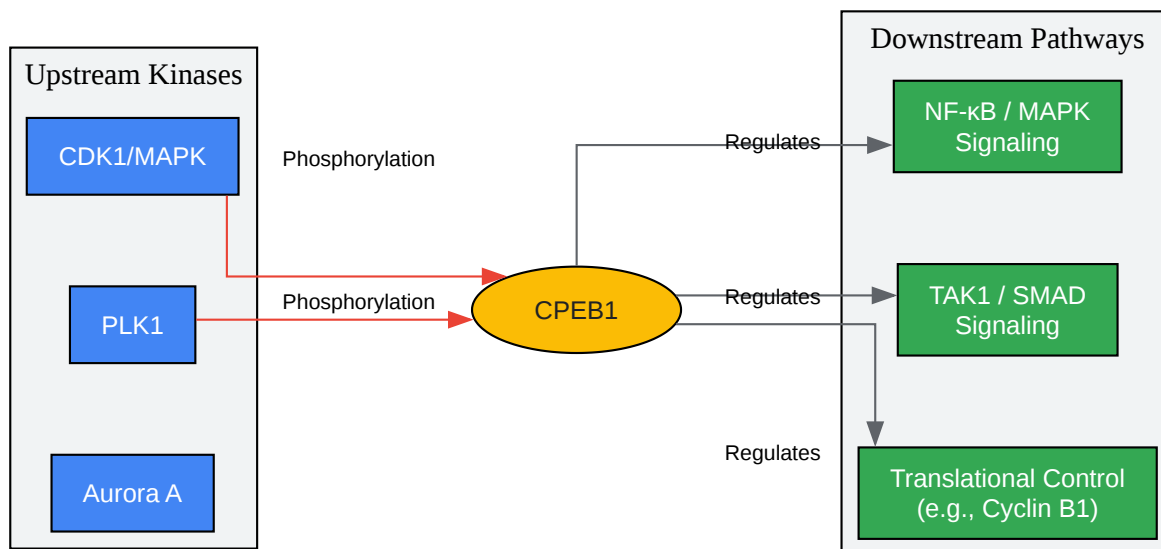 Upstream Kinases
CDK1/MAPK
PLK1
Aurora A
Phosphorylation
Phosphorylation
CPEB1
Regulates
Regulates
Regulates
Downstream Pathways
NF-κB / MAPK
Signaling
TAK1 / SMAD
Signaling
Translational Control
(e.g., Cyclin B1)